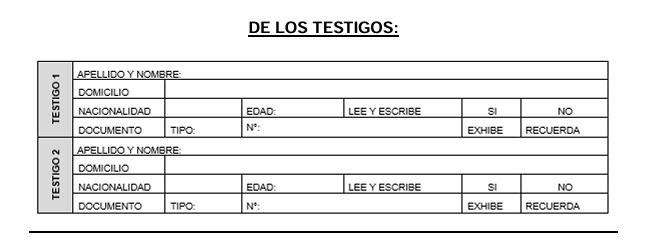 DE LOS TESTIGOS:
TESTIGO 1
APELLIDO Y NOMBRE:
DOMICILIO
NACIONALIDAD EDAD: LEE Y ESCRIBE SI NO
DOCUMENTO TIPO: N°: EXHIBE RECUERDA
TESTIGO 2
APELLIDO Y NOMBRE:
DOMICILIO
NACIONALIDAD EDAD: LEE Y ESCRIBE SI NO
DOCUMENTO TIPO: N°: EXHIBE RECUERDA